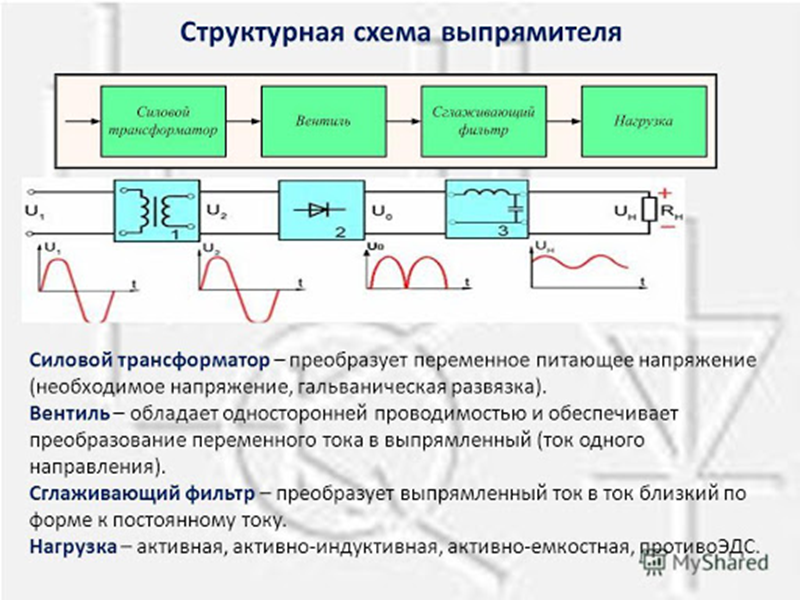 Структурная схема выпрямителя
Силовой
трансформатор
Вентиль
Сглаживающий
фильтр
Нагрузка
U1
1
U2
2
U0
3
UН
+
RН
–
U1
t
U2
t
U0
t
UН
t
Силовой трансформатор – преобразует переменное питающее напряжение
(необходимое напряжение, гальваническая развязка).
Вентиль – обладает односторонней проводимостью и обеспечивает
преобразование переменного тока в выпрямленный (ток одного
направления).
Сглаживающий фильтр – преобразует выпрямленный ток в ток близкий по
форме к постоянному току.
Нагрузка – активная, активно-индуктивная, активно-емкостная, противоЭДС.
MyShared